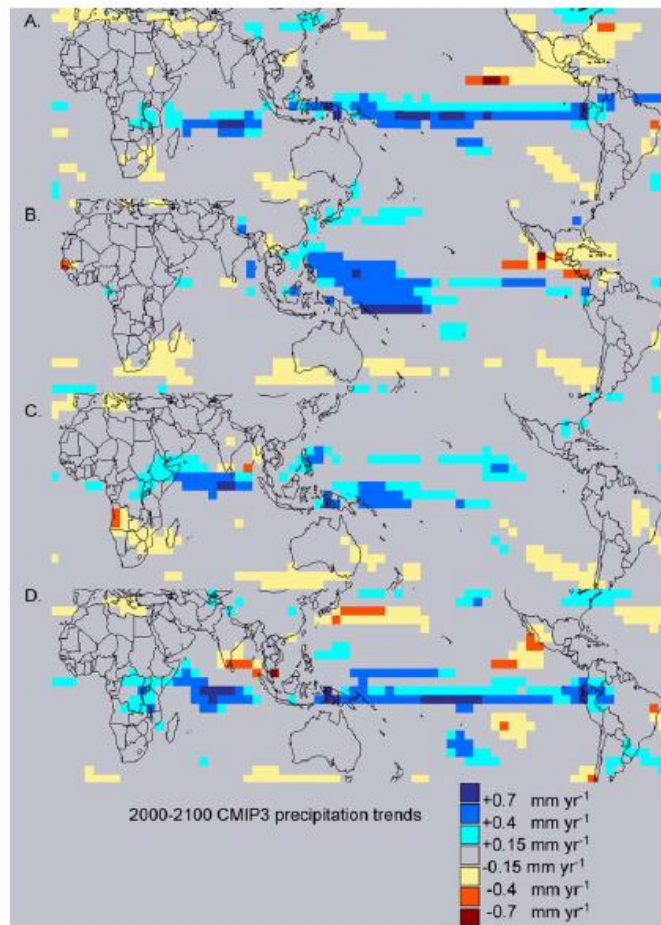 A.
B.
C.
D.
2000-2100 CMIP3 precipitation trends
+0.7 mm yr⁻¹
+0.4 mm yr⁻¹
+0.15 mm yr⁻¹
-0.15 mm yr⁻¹
-0.4 mm yr⁻¹
-0.7 mm yr⁻¹